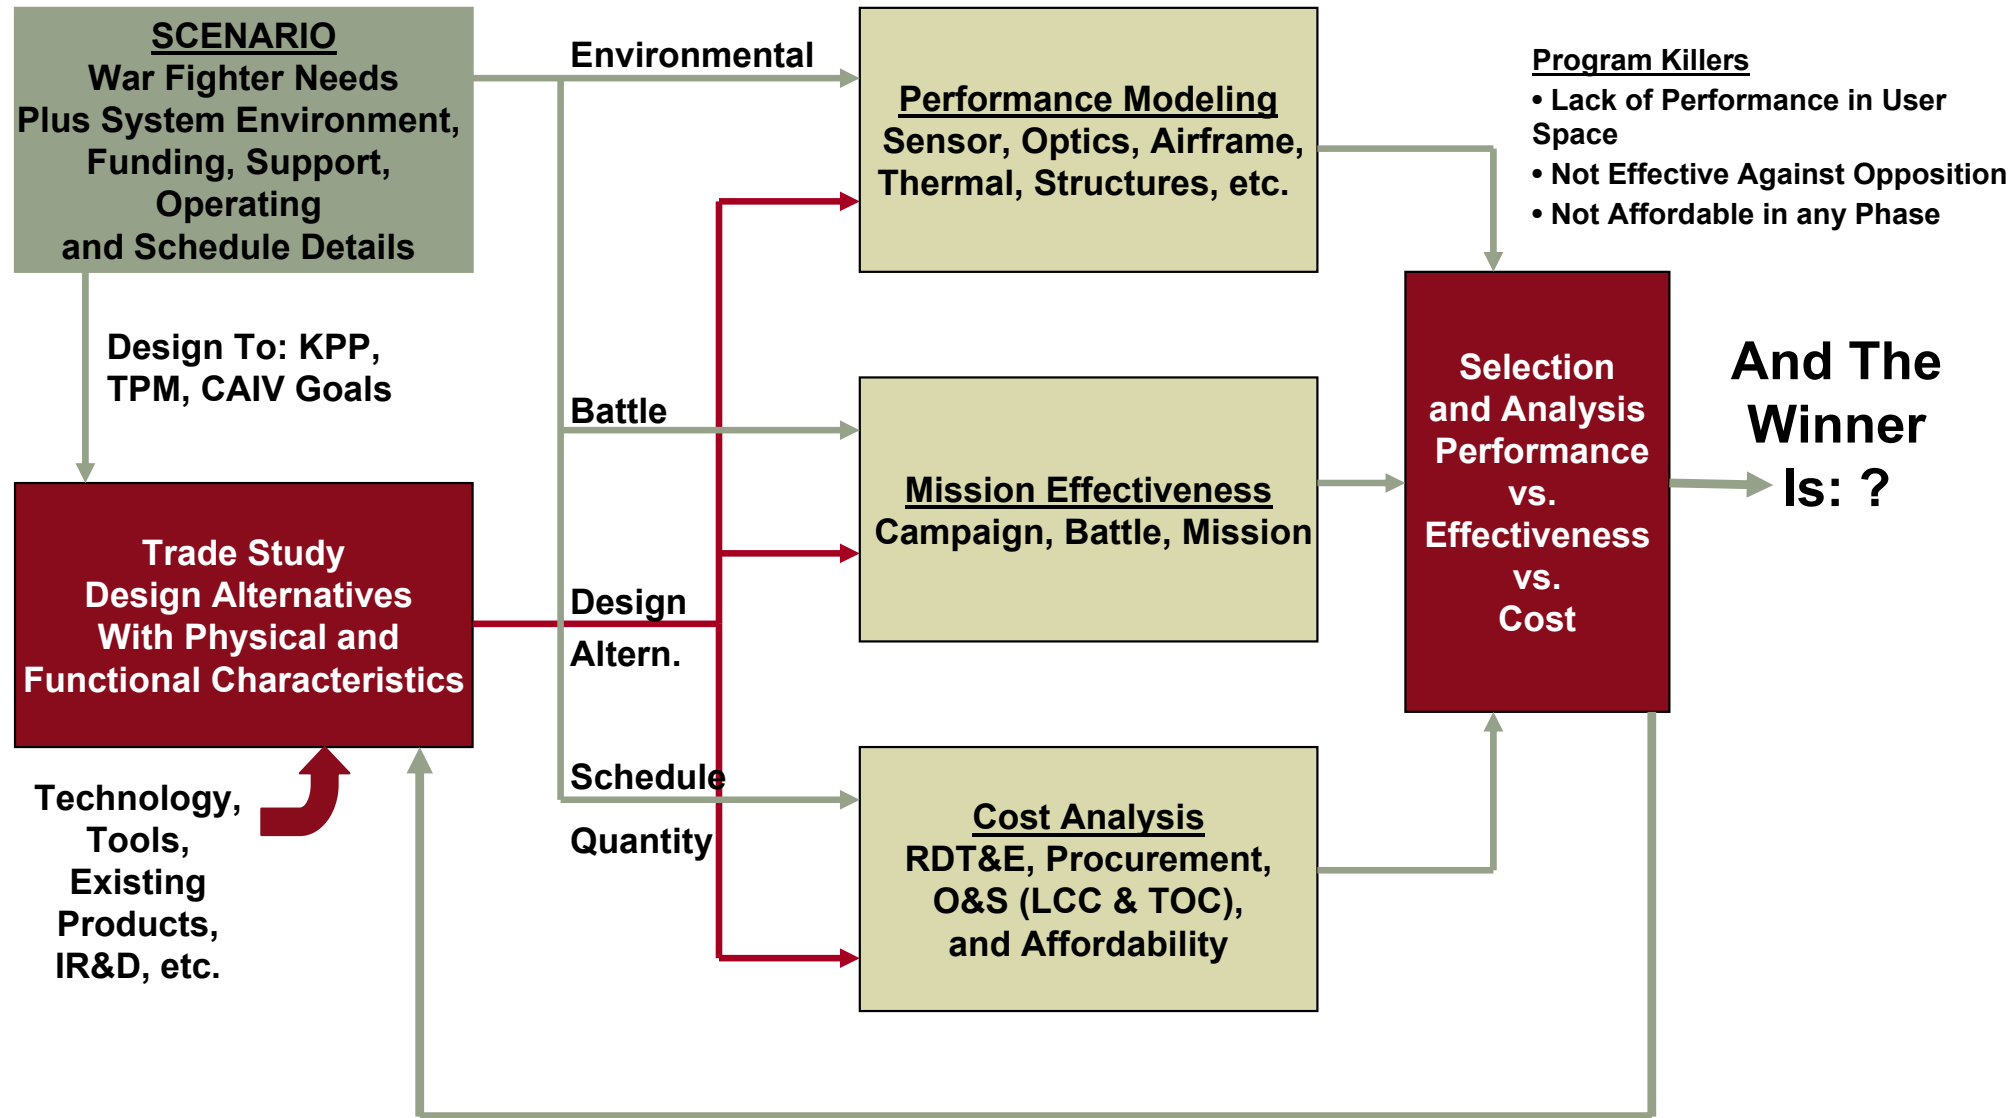 SCENARIO
War Fighter Needs
Plus System Environment,
Funding, Support,
Operating
and Schedule Details
Design To: KPP,
TPM, CAIV Goals
Trade Study
Design Alternatives
With Physical and
Functional Characteristics
Technology,
Tools,
Existing
Products,
IR&D, etc.
Environmental
Battle
Design
Altern.
Schedule
Quantity
Performance Modeling
Sensor, Optics, Airframe,
Thermal, Structures, etc.
Mission Effectiveness
Campaign, Battle, Mission
Cost Analysis
RDT&E, Procurement,
O&S (LCC & TOC),
and Affordability
Program Killers
• Lack of Performance in User
Space
• Not Effective Against Opposition
• Not Affordable in any Phase
Selection
and Analysis
Performance
vs.
Effectiveness
vs.
Cost
And The
Winner
Is: ?